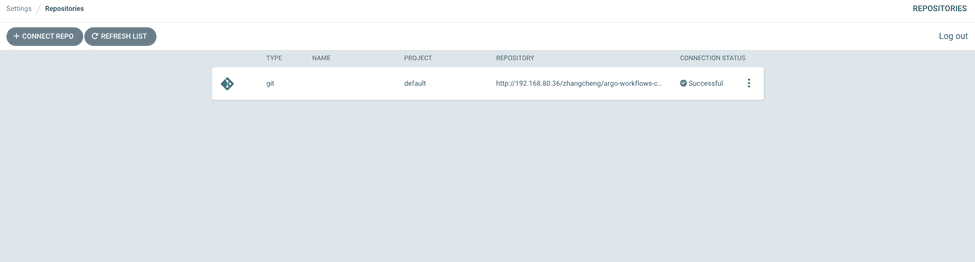 Settings / Repositories
REPOSITORIES
+ CONNECT REPO REFRESH LIST
Log out
TYPE NAME PROJECT REPOSITORY CONNECTION STATUS
git default http://192.168.80.36/zhangcheng/argo-workflows-c... Successful